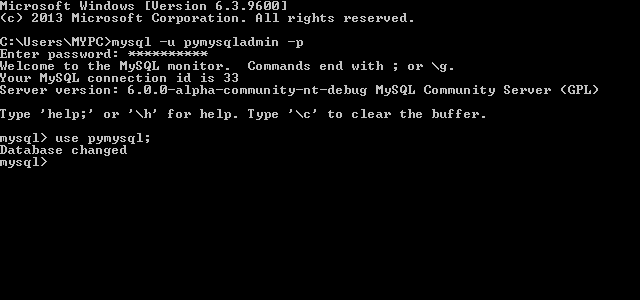 Microsoft Windows [Version 6.3.9600]
(c) 2013 Microsoft Corporation. All rights reserved.
C:\Users\MYPC>mysql -u pymysqladmin -p
Enter password: **********
Welcome to the MySQL monitor.  Commands end with ; or \g.
Your MySQL connection id is 33
Server version: 6.0.0-alpha-community-nt-debug MySQL Community Server (GPL)
Type 'help;' or '\h' for help. Type '\c' to clear the buffer.
mysql> use pymysql;
Database changed
mysql>